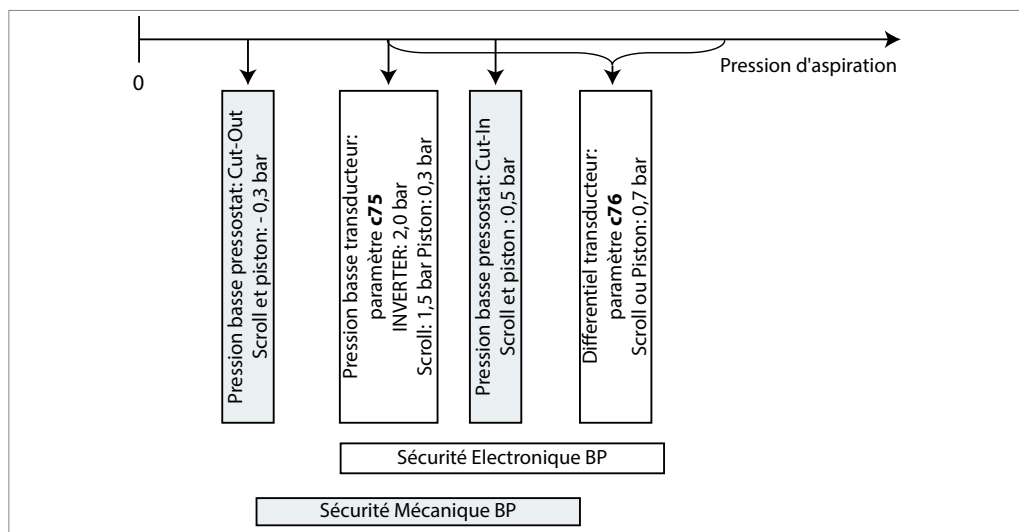 0
Pression d'aspiration
Pression basse pressostat: Cut-Out
Scroll et piston: - 0,3 bar
Pression basse transducteur:
paramètre c75
INVERTER: 2,0 bar
Scroll: 1,5 bar Piston: 0,3 bar
Pression basse pressostat: Cut-In
Scroll et piston : 0,5 bar
Différentiel transducteur:
paramètre c76
Scroll ou Piston: 0,7 bar
Sécurité Electronique BP
Sécurité Mécanique BP